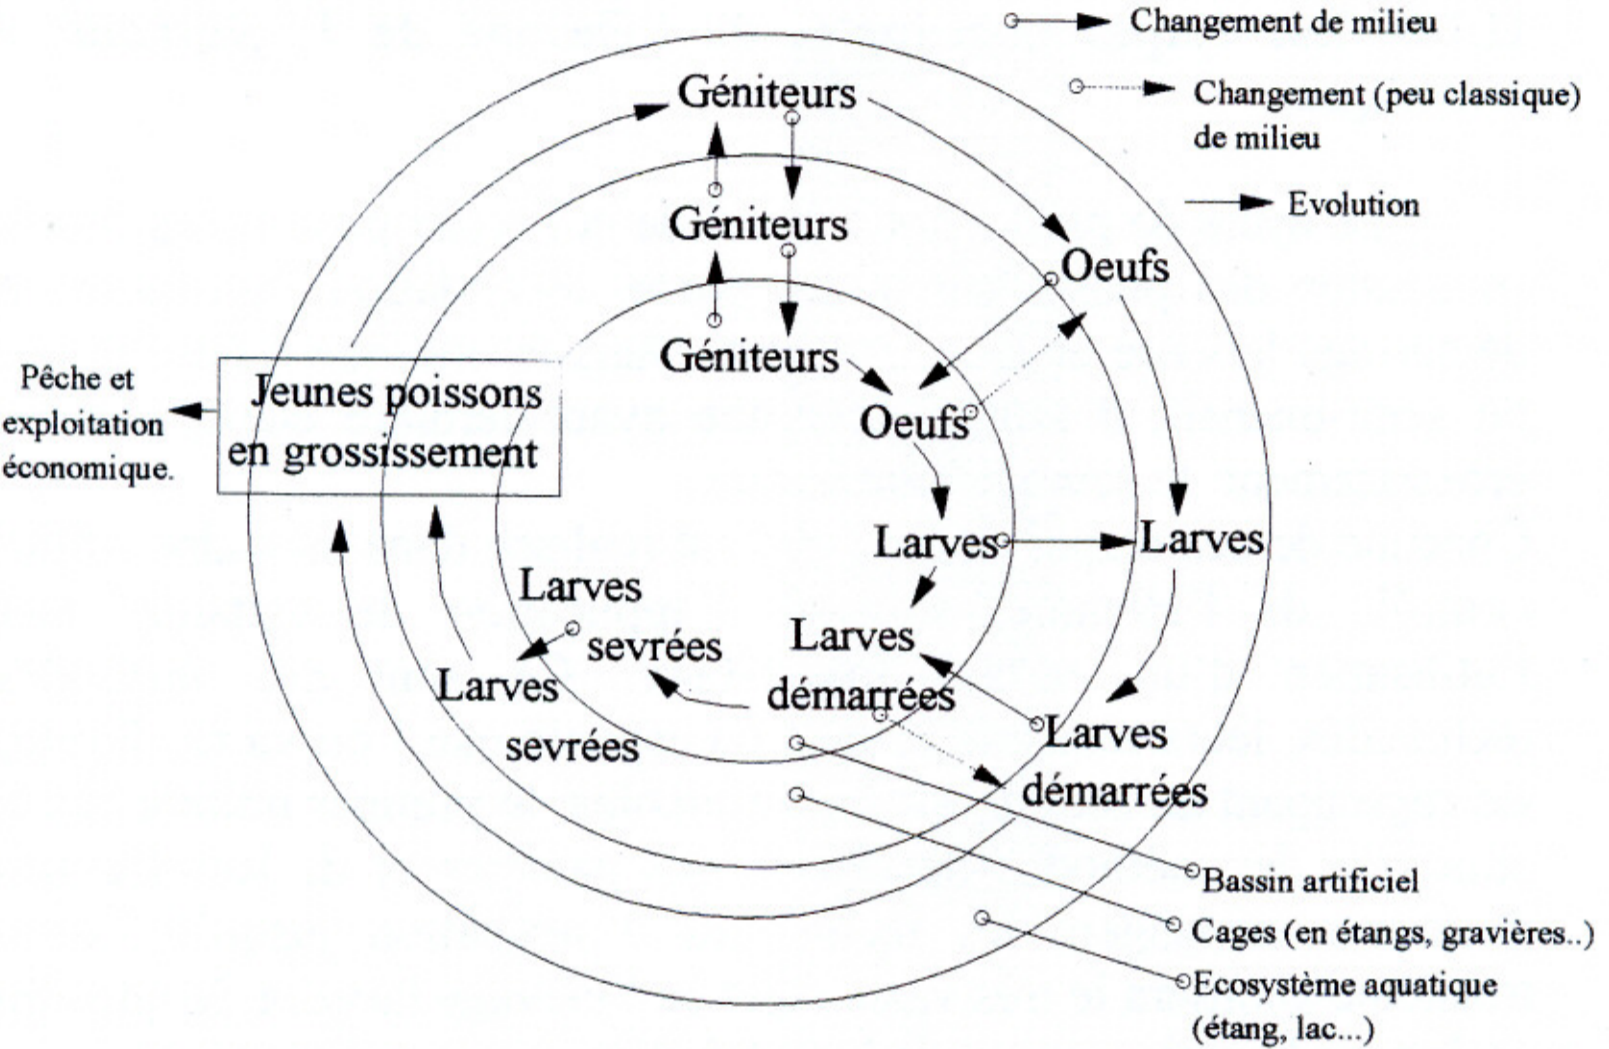 Changement de milieu
Changement (peu classique)
de milieu
Evolution
Géniteurs
Géniteurs
Géniteurs
Oeufs
Oeufs
Pêche et
exploitation
économique.
Jeunes poissons
en grossissement
Larves
Larves
Larves
sevrées
Larves
démarrées
Larves
sevrées
Larves
démarrées
Bassin artificiel
Cages (en étangs, gravières..)
Ecosystème aquatique
(étang, lac...)